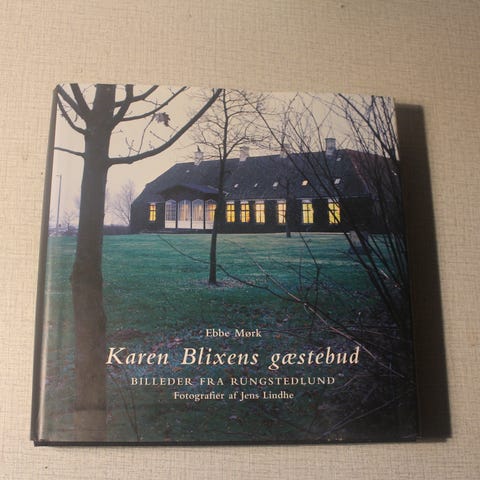 Ebbe Mørk
Karen Blixens gæstebud
BILLEDER FRA RUNGSTEDLUND
Fotografier af Jens Lindhe